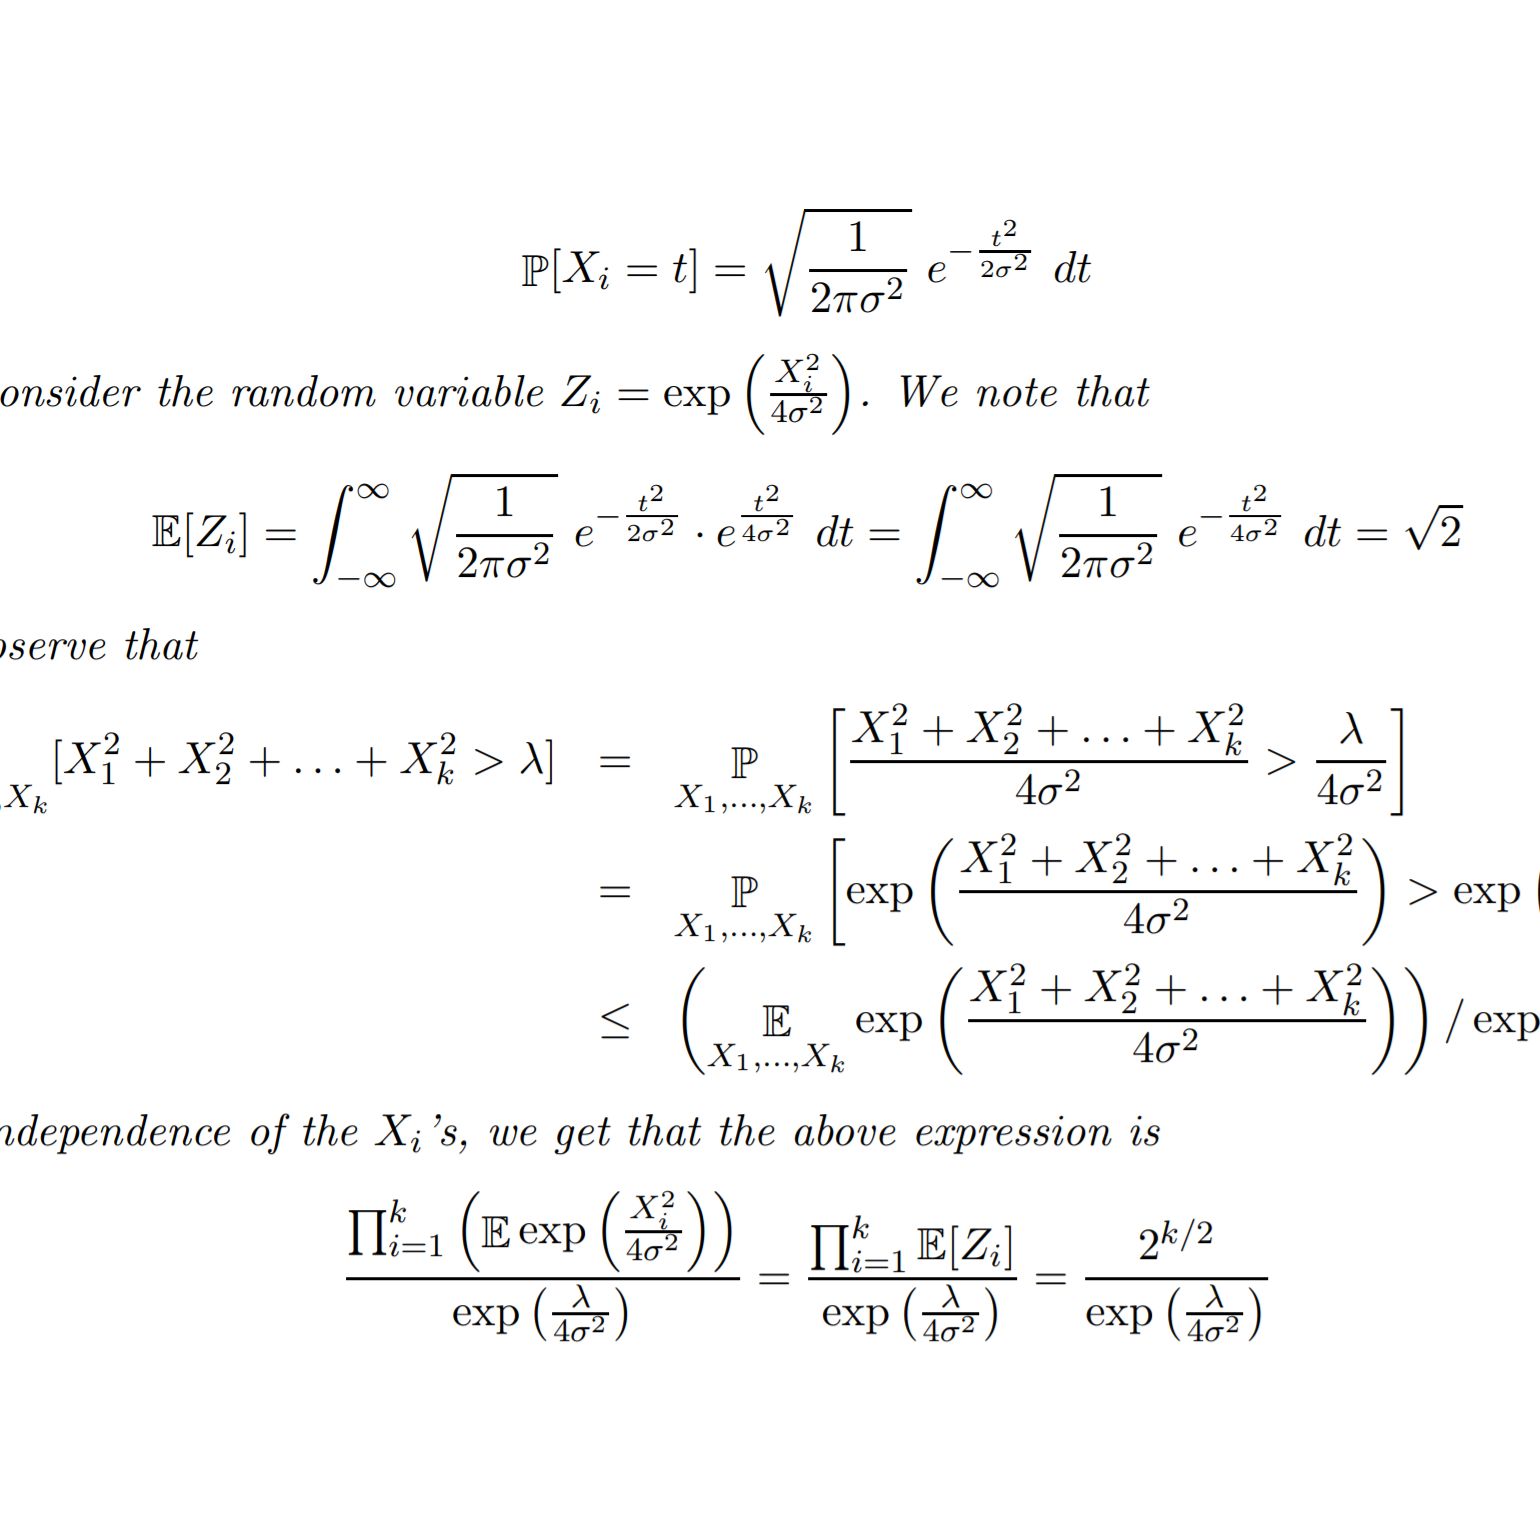 ℙ[X_i = t] = √(1/(2πσ²)) e^{−t²/(2σ²)} dt
onsider the random variable Z_i = exp(X_i²/(4σ²)). We note that
𝔼[Z_i] = ∫_{−∞}^{∞} √(1/(2πσ²)) e^{−t²/(2σ²)} · e^{t²/(4σ²)} dt = ∫_{−∞}^{∞} √(1/(2πσ²)) e^{−t²/(4σ²)} dt = √2
bserve that
,X_k [X_1² + X_2² + … + X_k² > λ] = ℙ_{X_1,…,X_k} [(X_1² + X_2² + … + X_k²)/(4σ²) > λ/(4σ²)]
= ℙ_{X_1,…,X_k} [exp((X_1² + X_2² + … + X_k²)/(4σ²)) > exp (
≤ (𝔼_{X_1,…,X_k} exp((X_1² + X_2² + … + X_k²)/(4σ²))) / exp
ndependence of the X_i's, we get that the above expression is
∏_{i=1}^{k} (𝔼 exp(X_i²/(4σ²))) / exp(λ/(4σ²)) = ∏_{i=1}^{k} 𝔼[Z_i] / exp(λ/(4σ²)) = 2^{k/2} / exp(λ/(4σ²))